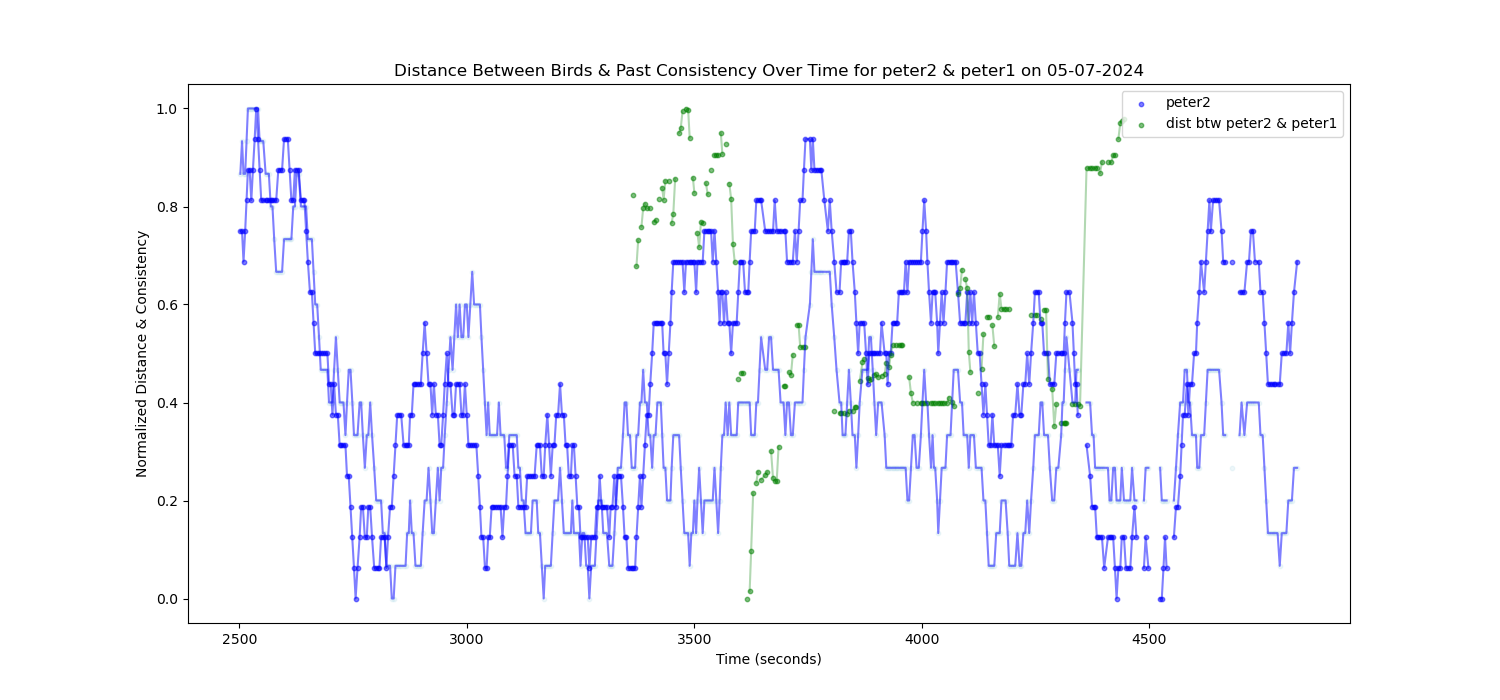 Distance Between Birds & Past Consistency Over Time for peter2 & peter1 on 05-07-2024
peter2
dist btw peter2 & peter1
Normalized Distance & Consistency
1.0
0.8
0.6
0.4
0.2
0.0
2500
3000
3500
4000
4500
Time (seconds)